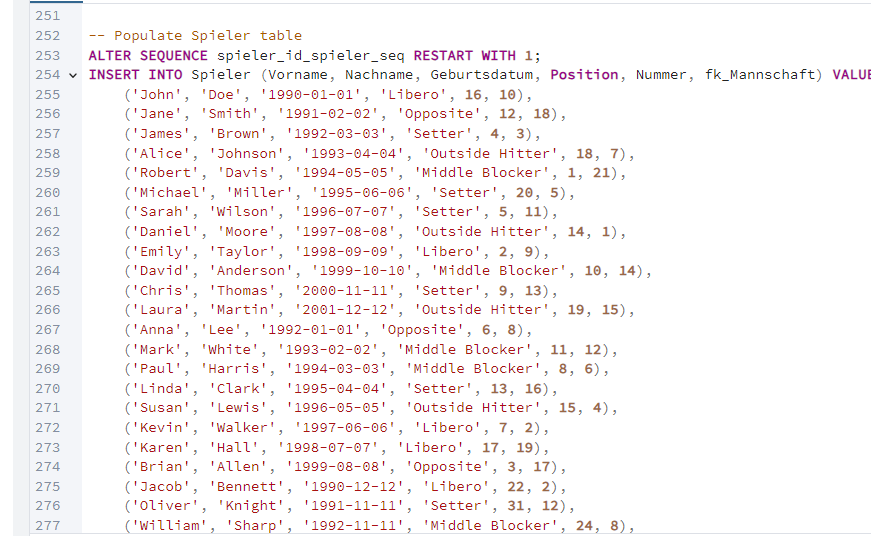 251
252 -- Populate Spieler table
253 ALTER SEQUENCE spieler_id_spieler_seq RESTART WITH 1;
254 INSERT INTO Spieler (Vorname, Nachname, Geburtsdatum, Position, Nummer, fk_Mannschaft) VALUE
255 ('John', 'Doe', '1990-01-01', 'Libero', 16, 10),
256 ('Jane', 'Smith', '1991-02-02', 'Opposite', 12, 18),
257 ('James', 'Brown', '1992-03-03', 'Setter', 4, 3),
258 ('Alice', 'Johnson', '1993-04-04', 'Outside Hitter', 18, 7),
259 ('Robert', 'Davis', '1994-05-05', 'Middle Blocker', 1, 21),
260 ('Michael', 'Miller', '1995-06-06', 'Setter', 20, 5),
261 ('Sarah', 'Wilson', '1996-07-07', 'Setter', 5, 11),
262 ('Daniel', 'Moore', '1997-08-08', 'Outside Hitter', 14, 1),
263 ('Emily', 'Taylor', '1998-09-09', 'Libero', 2, 9),
264 ('David', 'Anderson', '1999-10-10', 'Middle Blocker', 10, 14),
265 ('Chris', 'Thomas', '2000-11-11', 'Setter', 9, 13),
266 ('Laura', 'Martin', '2001-12-12', 'Outside Hitter', 19, 15),
267 ('Anna', 'Lee', '1992-01-01', 'Opposite', 6, 8),
268 ('Mark', 'White', '1993-02-02', 'Middle Blocker', 11, 12),
269 ('Paul', 'Harris', '1994-03-03', 'Middle Blocker', 8, 6),
270 ('Linda', 'Clark', '1995-04-04', 'Setter', 13, 16),
271 ('Susan', 'Lewis', '1996-05-05', 'Outside Hitter', 15, 4),
272 ('Kevin', 'Walker', '1997-06-06', 'Libero', 7, 2),
273 ('Karen', 'Hall', '1998-07-07', 'Libero', 17, 19),
274 ('Brian', 'Allen', '1999-08-08', 'Opposite', 3, 17),
275 ('Jacob', 'Bennett', '1990-12-12', 'Libero', 22, 2),
276 ('Oliver', 'Knight', '1991-11-11', 'Setter', 31, 12),
277 ('William', 'Sharp', '1992-11-11', 'Middle Blocker', 24, 8),